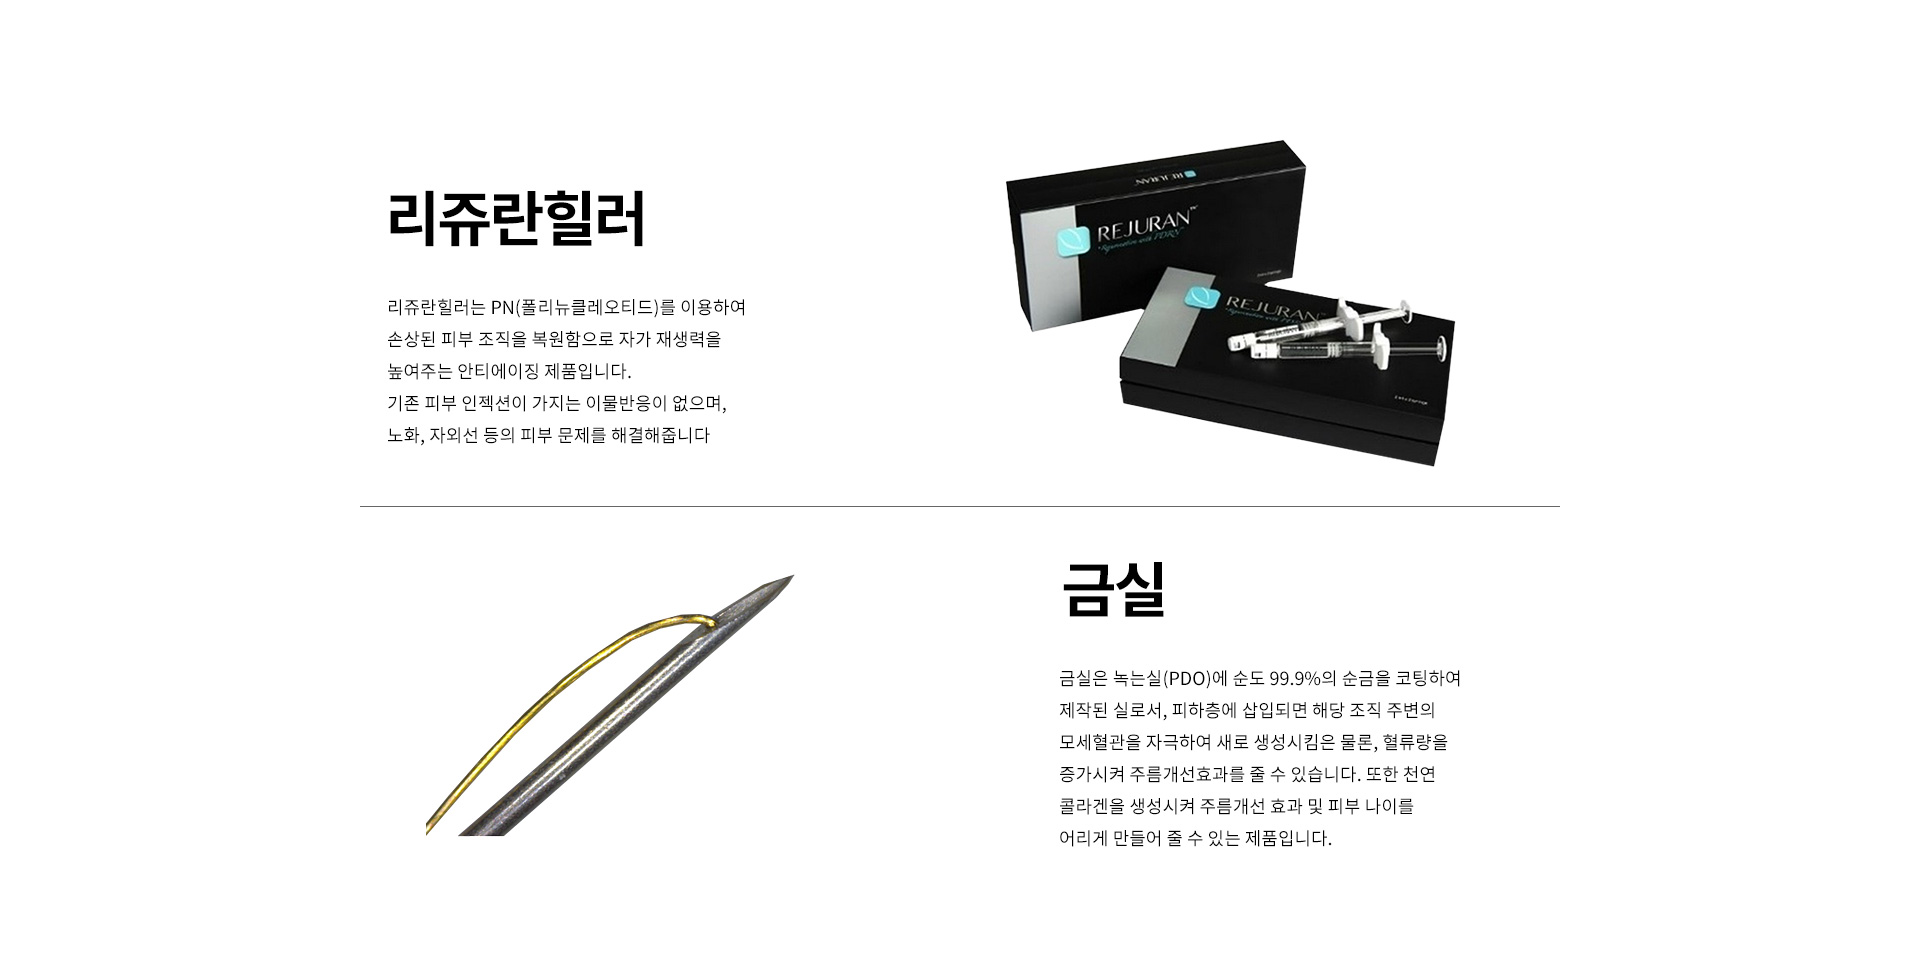 리쥬란힐러
리쥬란힐러는 PN(폴리뉴클레오티드)를 이용하여
손상된 피부 조직을 복원함으로 자가 재생력을
높여주는 안티에이징 제품입니다.
기존 피부 인젝션이 가지는 이물반응이 없으며,
노화, 자외선 등의 피부 문제를 해결해줍니다
REJURAN
REJURAN™
Rejuvenation with PDRN
REJURAN
REJURAN
금실
금실은 녹는실(PDO)에 순도 99.9%의 순금을 코팅하여
제작된 실로서, 피하층에 삽입되면 해당 조직 주변의
모세혈관을 자극하여 새로 생성시킴은 물론, 혈류량을
증가시켜 주름개선효과를 줄 수 있습니다. 또한 천연
콜라겐을 생성시켜 주름개선 효과 및 피부 나이를
어리게 만들어 줄 수 있는 제품입니다.